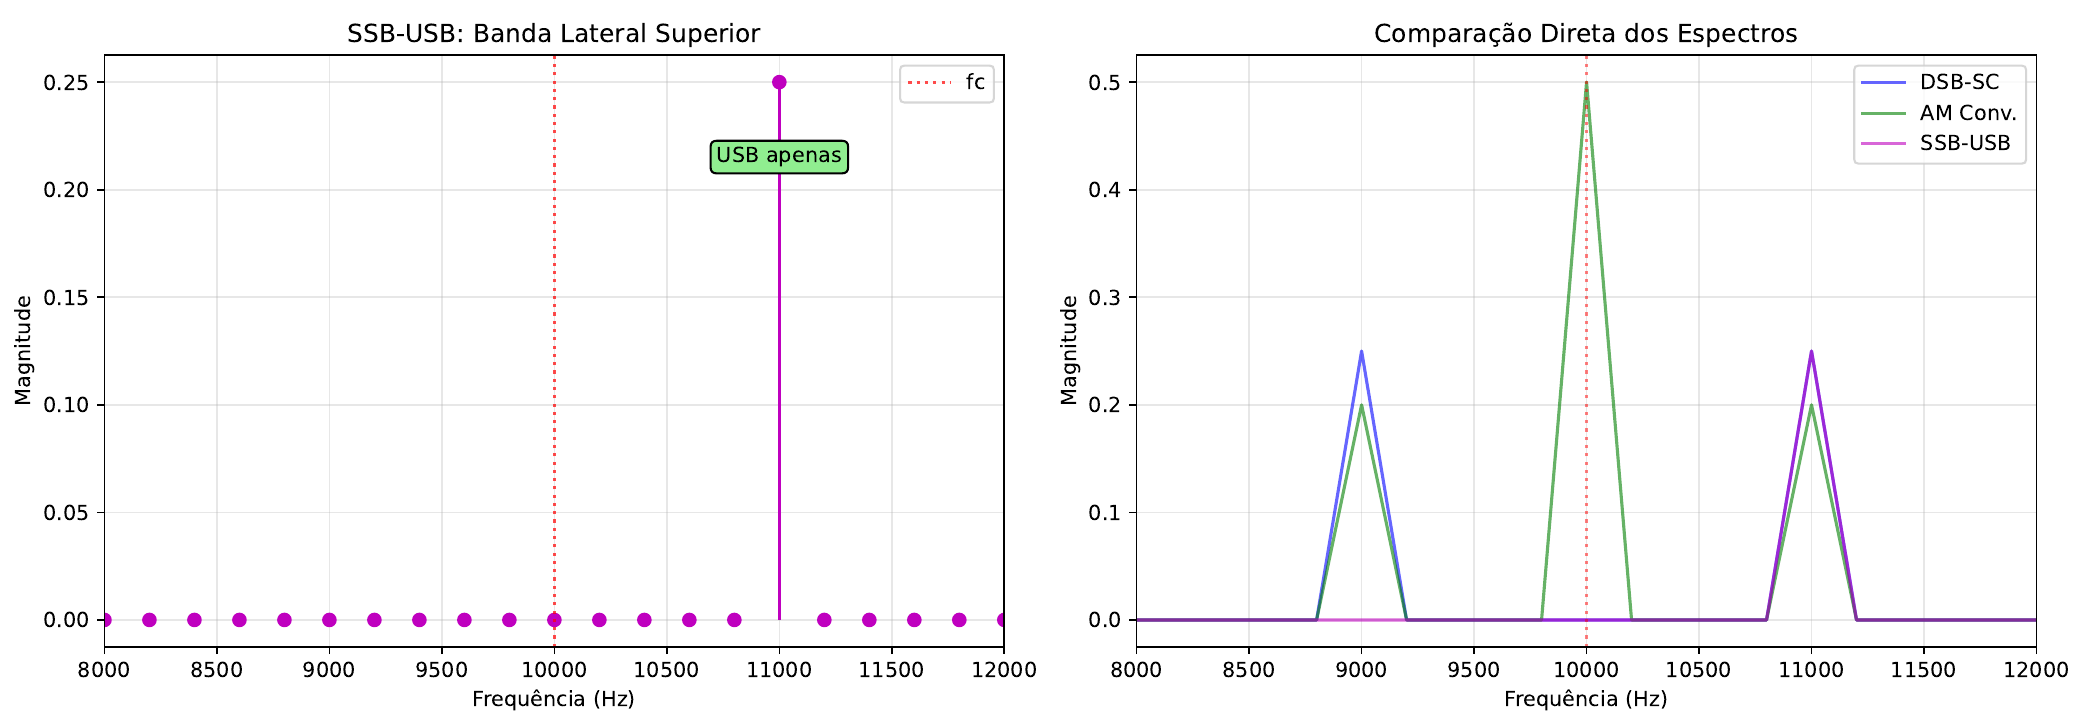 SSB-USB: Banda Lateral Superior
fc
USB apenas
0.25
0.20
0.15
0.10
0.05
0.00
Magnitude
8000 8500 9000 9500 10000 10500 11000 11500 12000
Frequência (Hz)
Comparação Direta dos Espectros
DSB-SC
AM Conv.
SSB-USB
0.5
0.4
0.3
0.2
0.1
0.0
Magnitude
8000 8500 9000 9500 10000 10500 11000 11500 12000
Frequência (Hz)